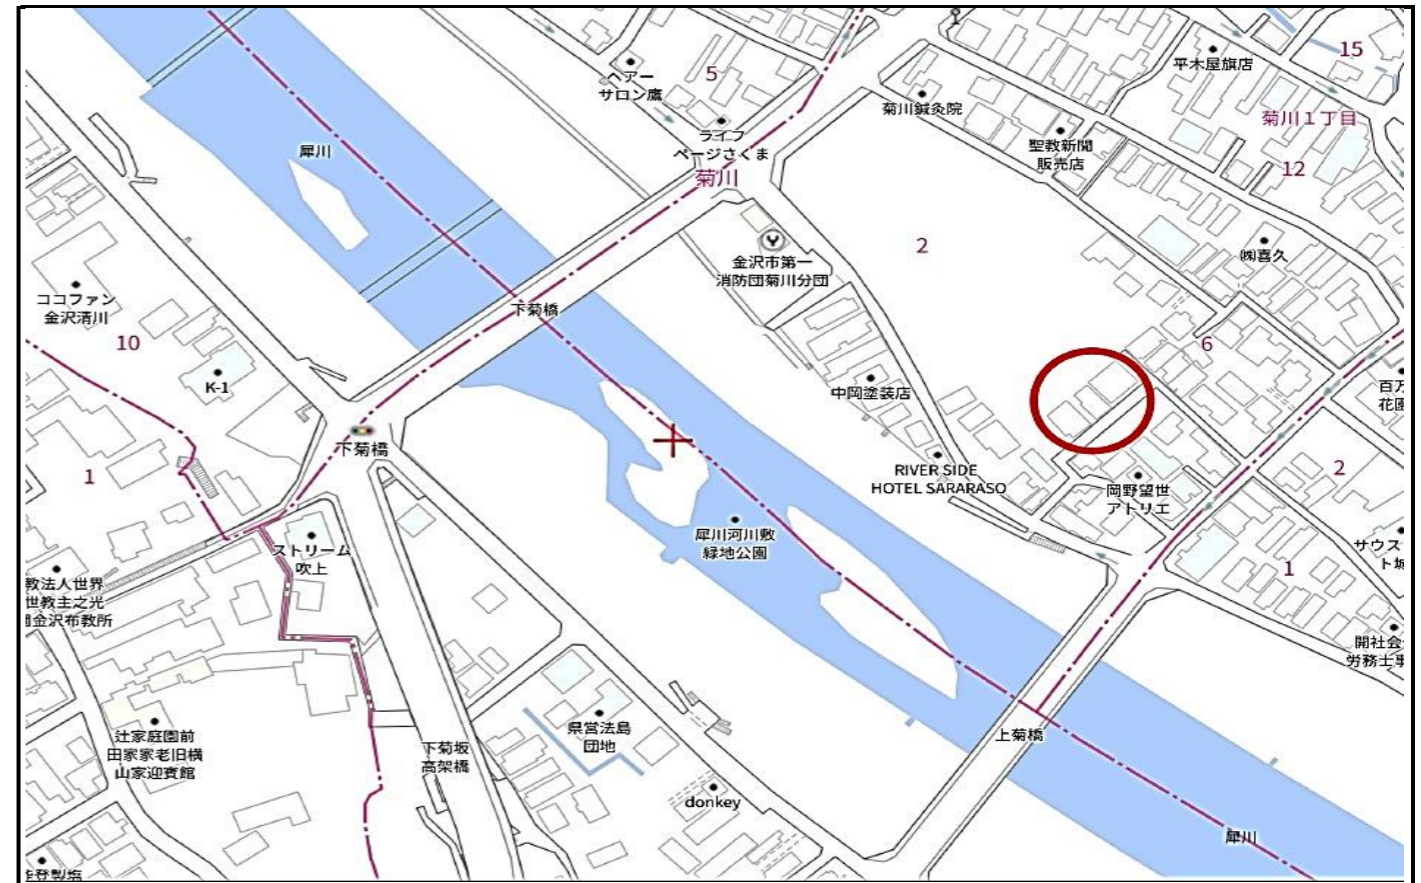 15
平木屋旗店
ヘアー
サロン鷹
5
菊川鍼灸院
菊川1丁目
ライフ
ページさくま
聖教新聞
販売店
犀川
12
菊川
2
㈱喜久
金沢市第一
消防団菊川分団
ココファン
金沢清川
下菊橋
10
6
K-1
中岡塗装店
百万
花園
下菊橋
1
RIVER SIDE
HOTEL SARARASO
2
岡野望世
アトリエ
犀川河川敷
緑地公園
サウス
ト城
ストリーム
吹上
1
教法人世界
世教主之光
金沢布教所
開社会
労務士事
県営法島
団地
上菊橋
辻家庭園前
田家家老旧横
山家迎賓館
下菊坂
高架橋
donkey
犀川
登製塩